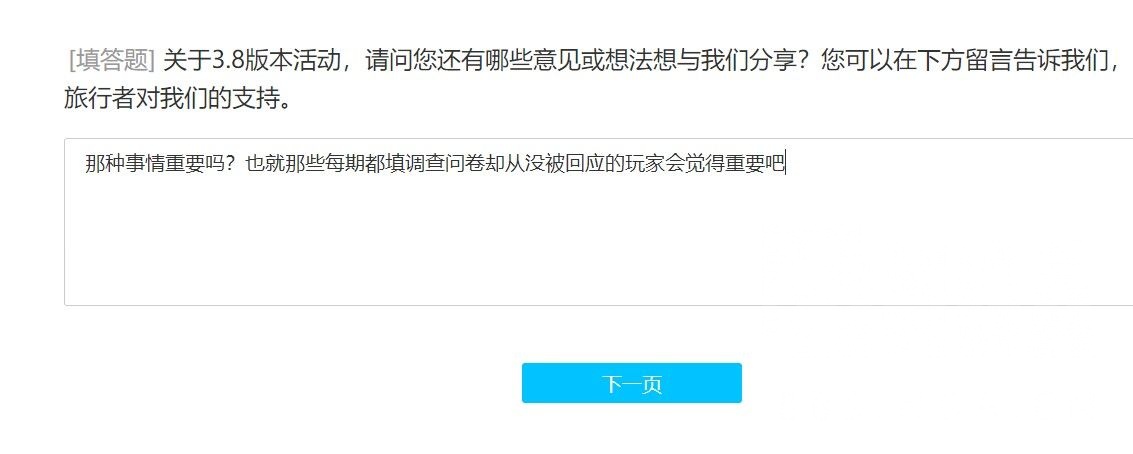 [填答题] 关于3.8版本活动，请问您还有哪些意见或想法想与我们分享？您可以在下方留言告诉我们，
旅行者对我们的支持。
那种事情重要吗？也就那些每期都填调查问卷却从没被回应的玩家会觉得重要吧
下一页